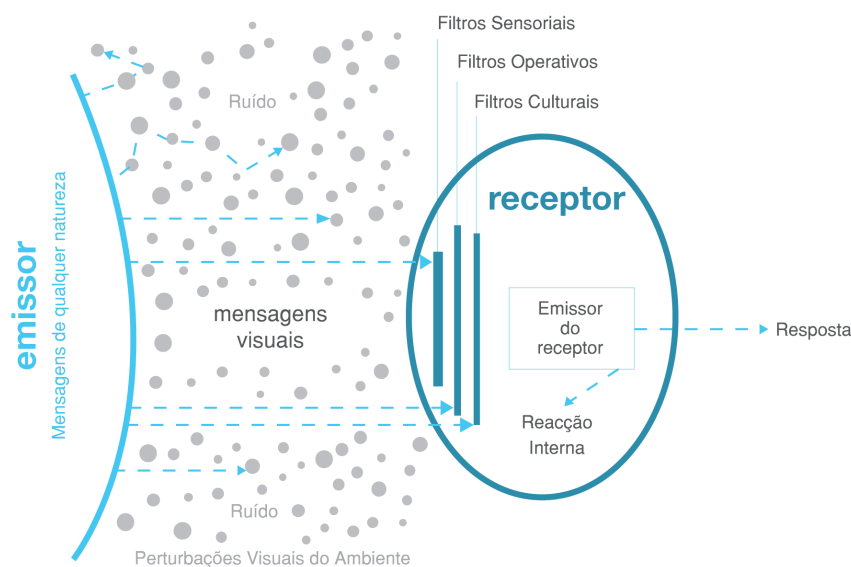 Filtros Sensoriais
Filtros Operativos
Filtros Culturais
Ruído
receptor
emissor
Mensagens de qualquer natureza
mensagens
visuais
Emissor
do
receptor
Resposta
Reacção
Interna
Ruído
Perturbações Visuais do Ambiente